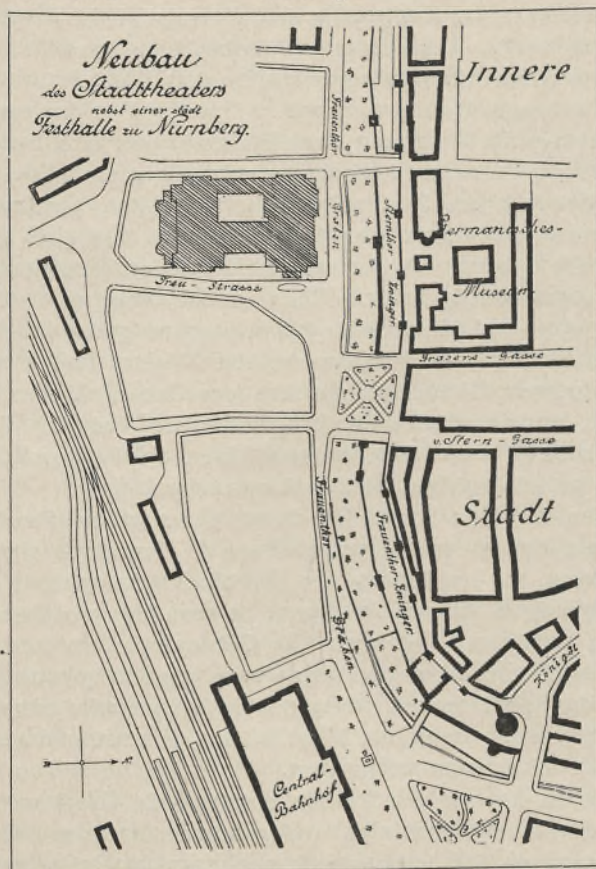 Neubau
des Stadttheaters
nebst einer städt
Festhalle zu Nürnberg.
Innere
Frauenthor
Graben
Sternthor-Zwinger
Germanisches-
Museum
Treu-Strasse
Grasers-Gasse
v. Stern-Gasse
Stadt
Frauenthor
Graben.
Frauenthor-Zwinger.
Königst
N.
Central-
Bahnhof